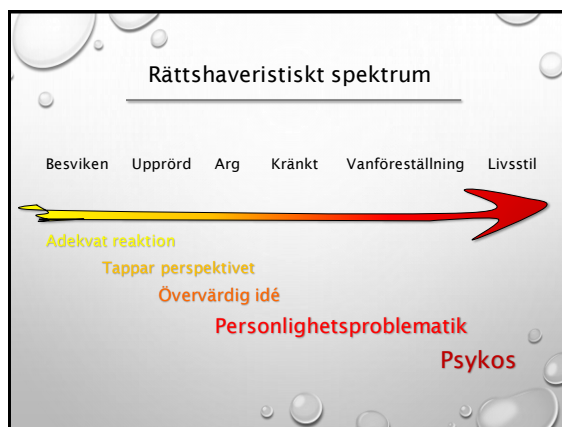 Rättshaveristiskt spektrum
Besviken Upprörd Arg Kränkt Vanföreställning Livsstil
Adekvat reaktion
Tappar perspektivet
Övervärdig idé
Personlighetsproblematik
Psykos